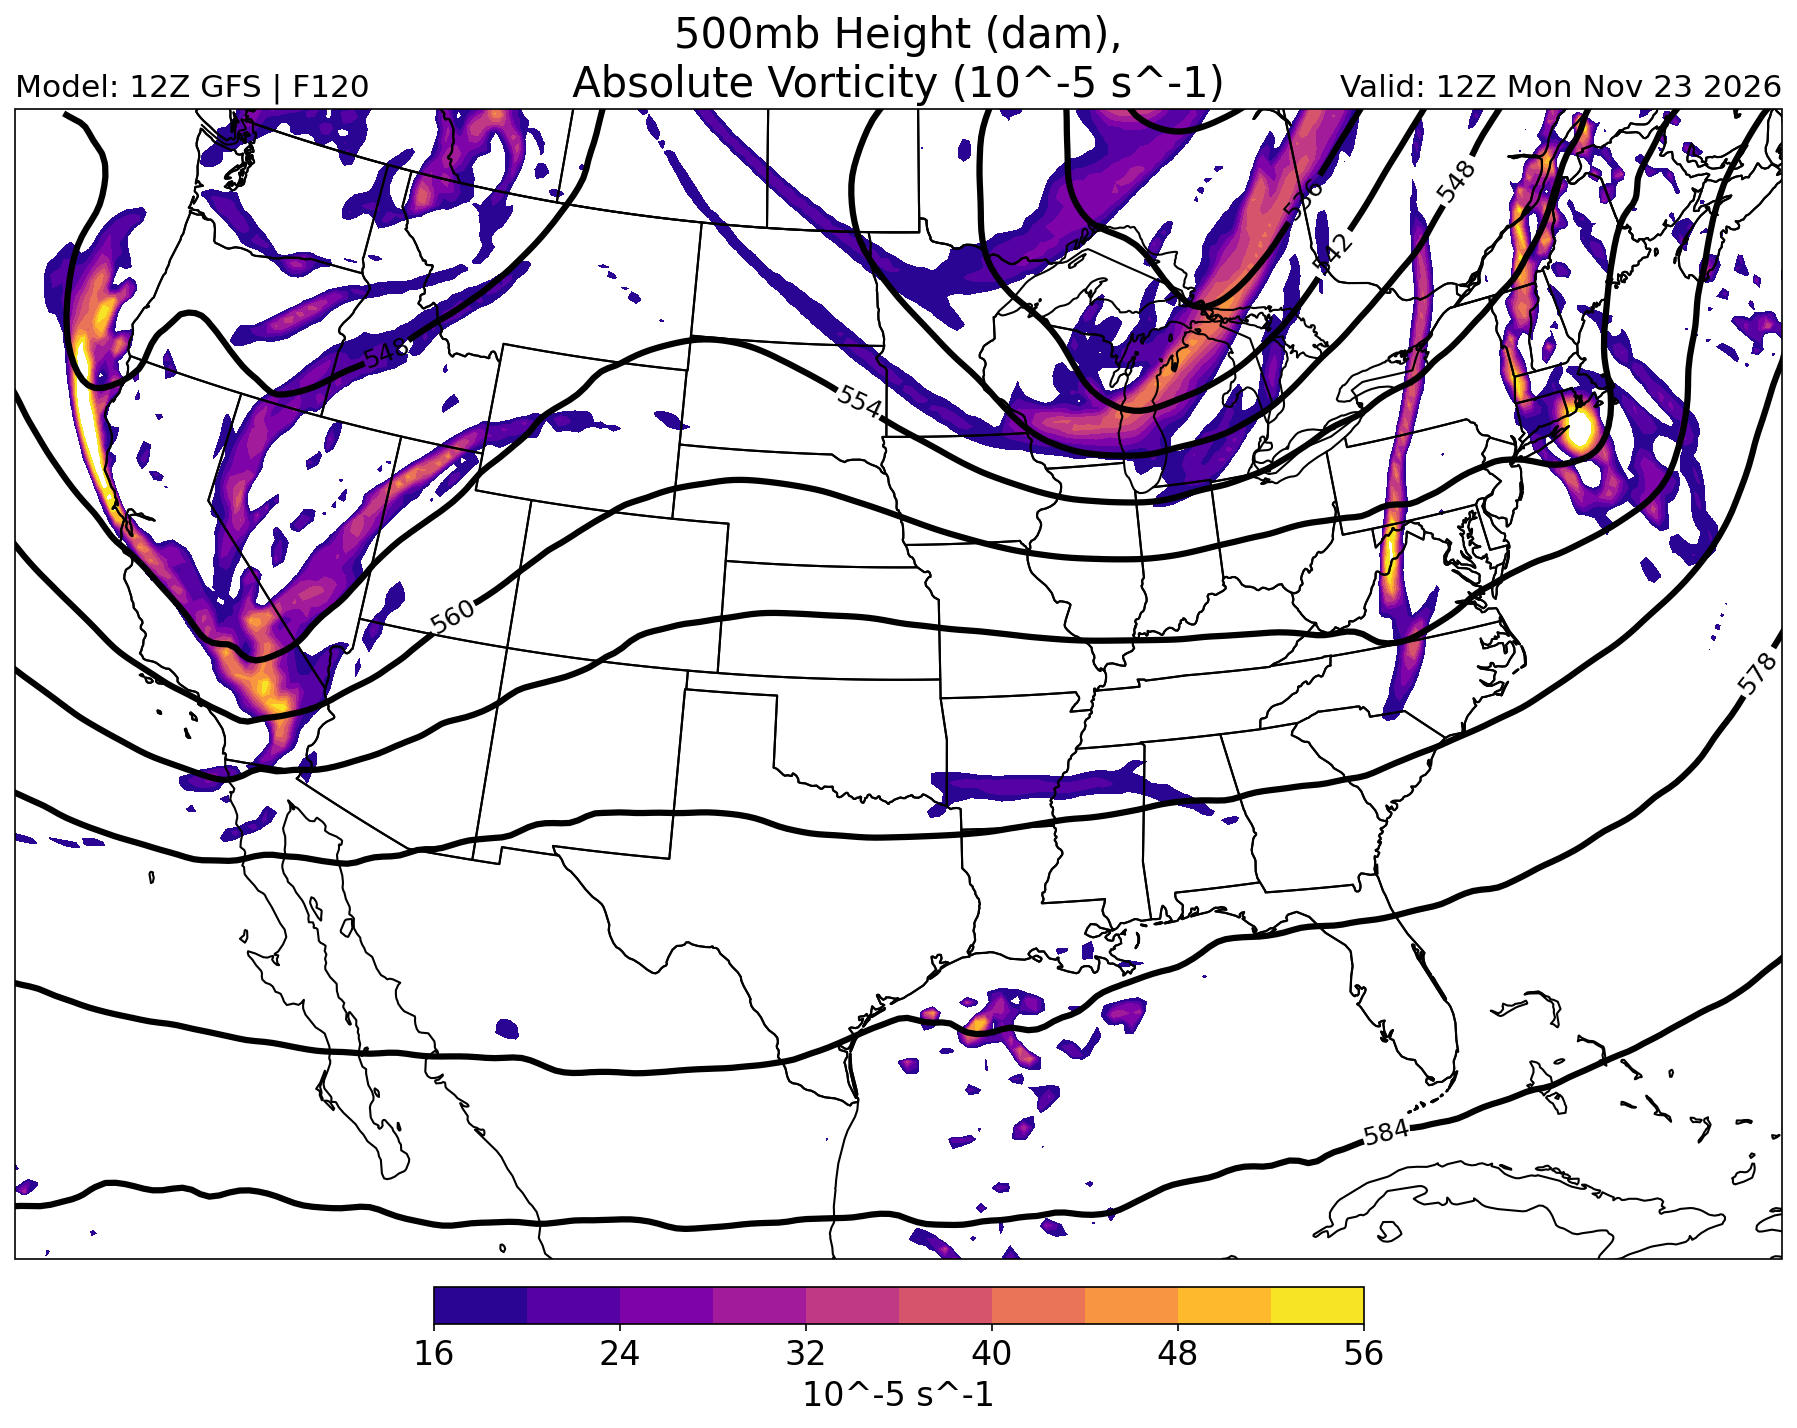 500mb Height (dam),
Model: 12Z GFS | F120
Absolute Vorticity (10^-5 s^-1)
Valid: 12Z Mon Nov 23 2026
536
548
542
548
554
560
578
584
16 24 32 40 48 56
10^-5 s^-1